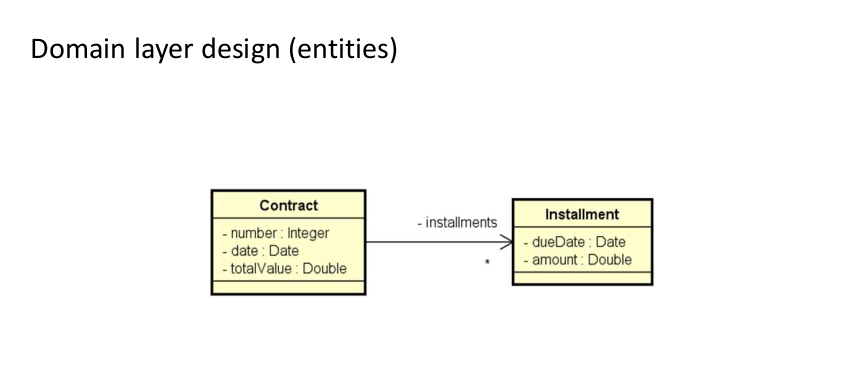 Domain layer design (entities)
Contract
- number : Integer
- date : Date
- totalValue : Double
- installments
*
Installment
- dueDate : Date
- amount : Double